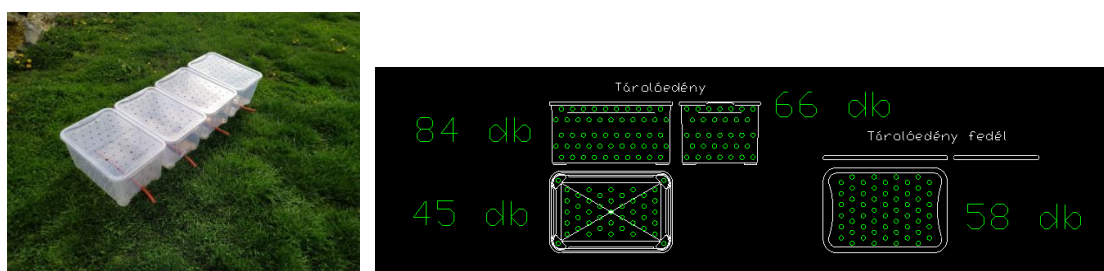 Tárolóedény
66 db
84 db
Tárolóedény fedél
45 db
58 db